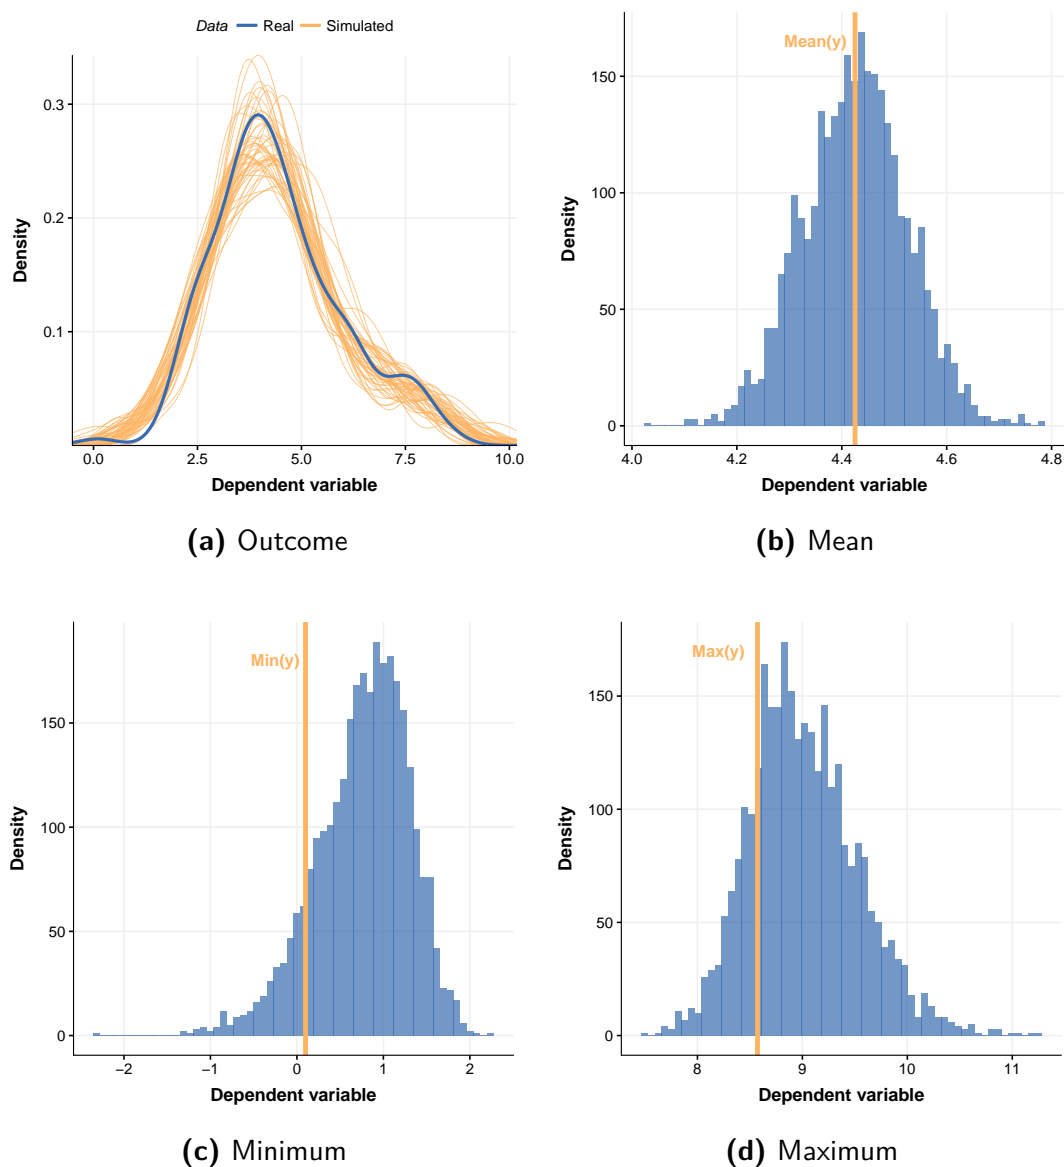 Data Real Simulated
0.3
0.2
0.1
Density
0.0 2.5 5.0 7.5 10.0
Dependent variable
(a) Outcome
Mean(y)
150
100
50
0
Density
4.0 4.2 4.4 4.6 4.8
Dependent variable
(b) Mean
Min(y)
150
100
50
0
Density
−2 −1 0 1 2
Dependent variable
(c) Minimum
Max(y)
150
100
50
0
Density
8 9 10 11
Dependent variable
(d) Maximum